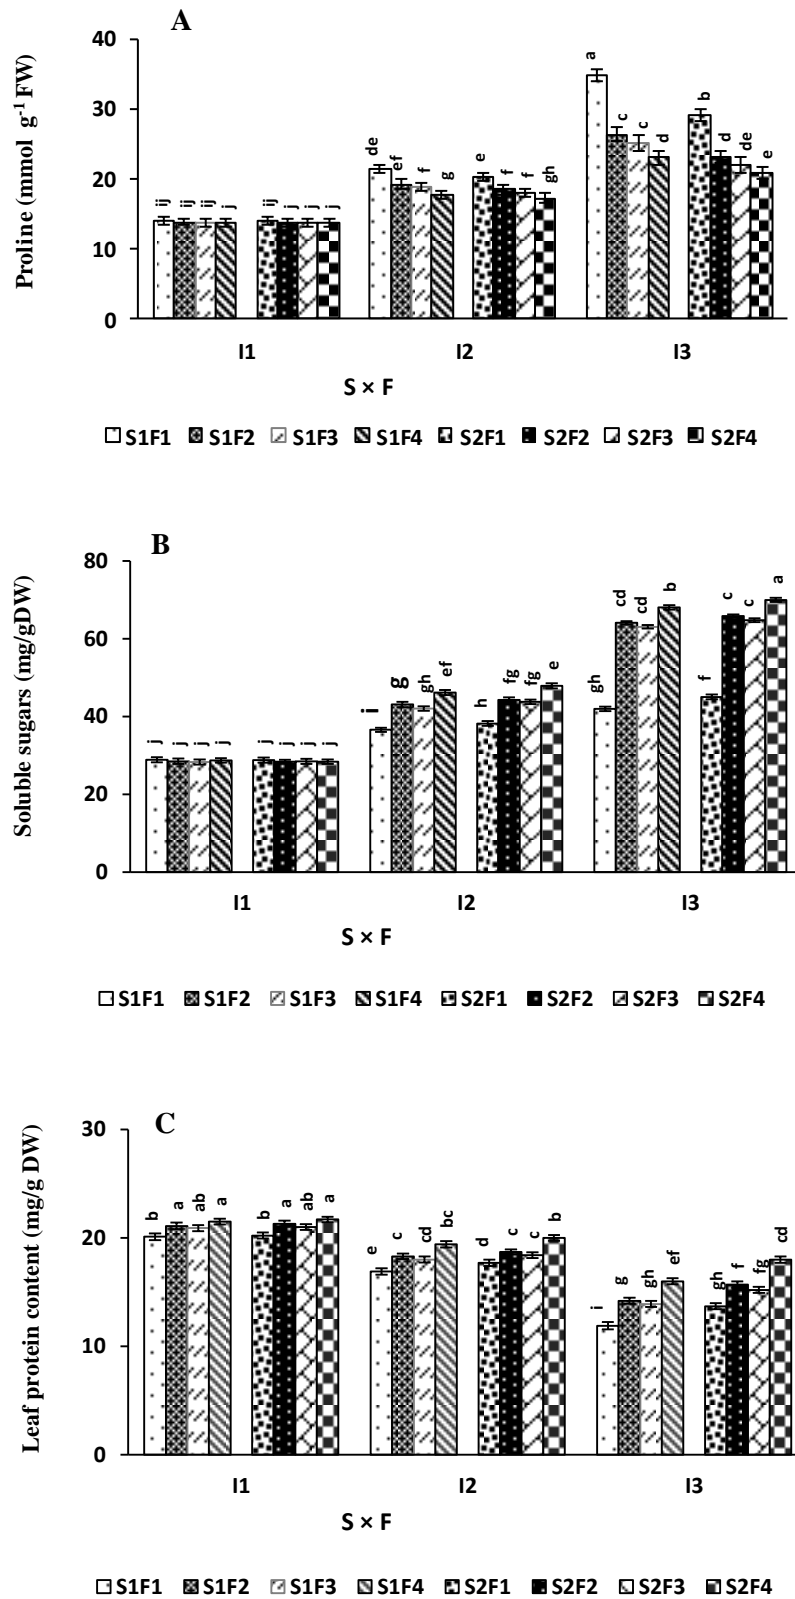 A
Proline (mmol g-1 FW)
40
30
20
10
0
ij ij ij j ij j j j
de ef f g e f f gh
a c c d b d de e
I1 I2 I3
S × F
S1F1 S1F2 S1F3 S1F4 S2F1 S2F2 S2F3 S2F4
B
Soluble sugars (mg/gDW)
80
60
40
20
0
j j j j j j j j
i g gh ef h fg fg e
gh cd cd b f c c a
I1 I2 I3
S × F
S1F1 S1F2 S1F3 S1F4 S2F1 S2F2 S2F3 S2F4
C
Leaf protein content (mg/g DW)
30
20
10
0
b a ab a b a ab a
e c cd bc d c c b
i g gh ef gh f fg cd
I1 I2 I3
S × F
S1F1 S1F2 S1F3 S1F4 S2F1 S2F2 S2F3 S2F4